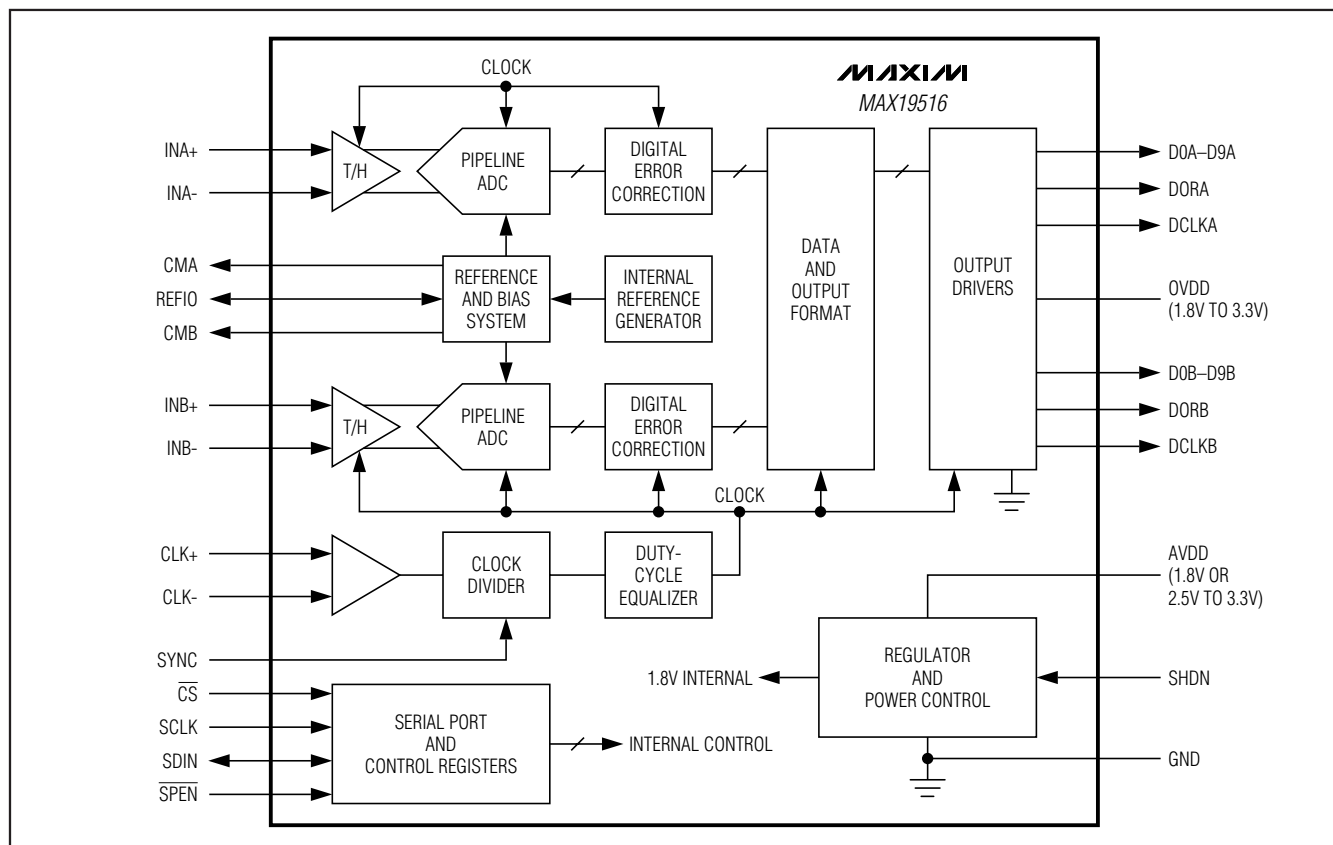 CLOCK
MAXIM
MAX19516
INA+
INA-
T/H
PIPELINE
ADC
DIGITAL
ERROR
CORRECTION
DATA
AND
OUTPUT
FORMAT
OUTPUT
DRIVERS
D0A–D9A
DORA
DCLKA
CMA
REFIO
CMB
REFERENCE
AND BIAS
SYSTEM
INTERNAL
REFERENCE
GENERATOR
OVDD
(1.8V TO 3.3V)
INB+
INB-
T/H
PIPELINE
ADC
DIGITAL
ERROR
CORRECTION
D0B–D9B
DORB
DCLKB
CLOCK
CLK+
CLK-
CLOCK
DIVIDER
DUTY-
CYCLE
EQUALIZER
AVDD
(1.8V OR
2.5V TO 3.3V)
SYNC
CS
SCLK
SDIN
SPEN
SERIAL PORT
AND
CONTROL REGISTERS
INTERNAL CONTROL
1.8V INTERNAL
REGULATOR
AND
POWER CONTROL
SHDN
GND